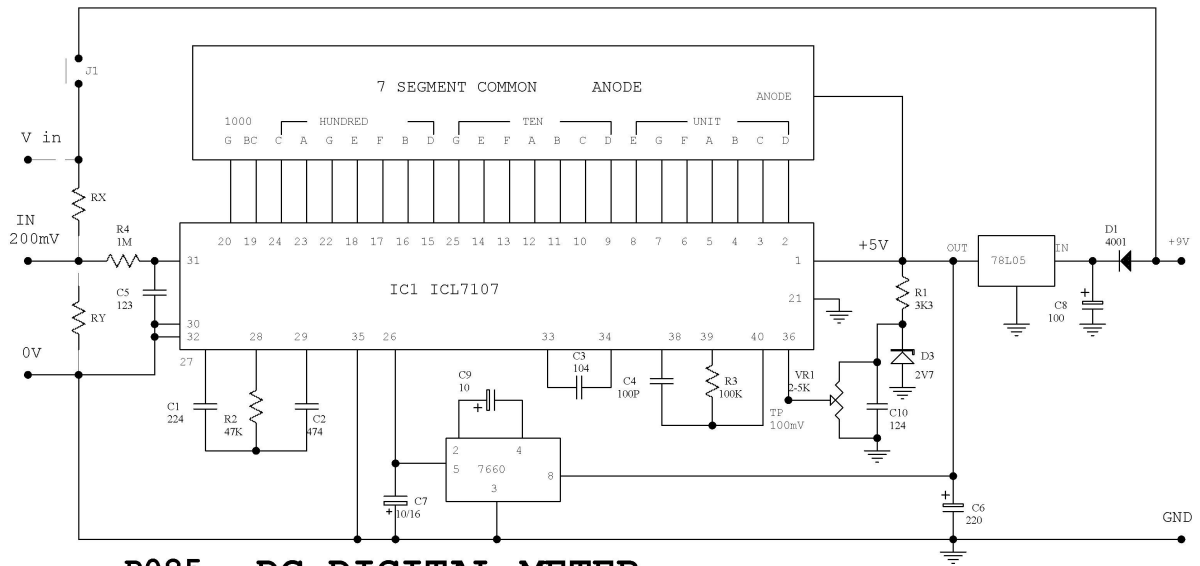 J1
7 SEGMENT COMMON ANODE
ANODE
1000 HUNDRED TEN UNIT
G BC C A G E F B D G E F A B C D E G F A B C D
V in
RX
IN
200mV
R4
1M
20 19 24 23 22 18 17 16 15 25 14 13 12 11 10 9 8 7 6 5 4 3 2
31
1
+5V
OUT
78L05
IN
D1
4001
+9V
IC1 ICL7107
C5
123
21
R1
3K3
C8
100
RY
30
32
27
28 29 35 26 33 34 38 39 40 36
0V
C3
104
D3
2V7
C9
10
C4
100P
R3
100K
VR1
2-5K
C1
224
R2
47K
C2
474
TP
100mV
C10
124
2 4
5 7660 8
3
C7
10/16
C6
220
GND
P085 DC DIGITAL METER